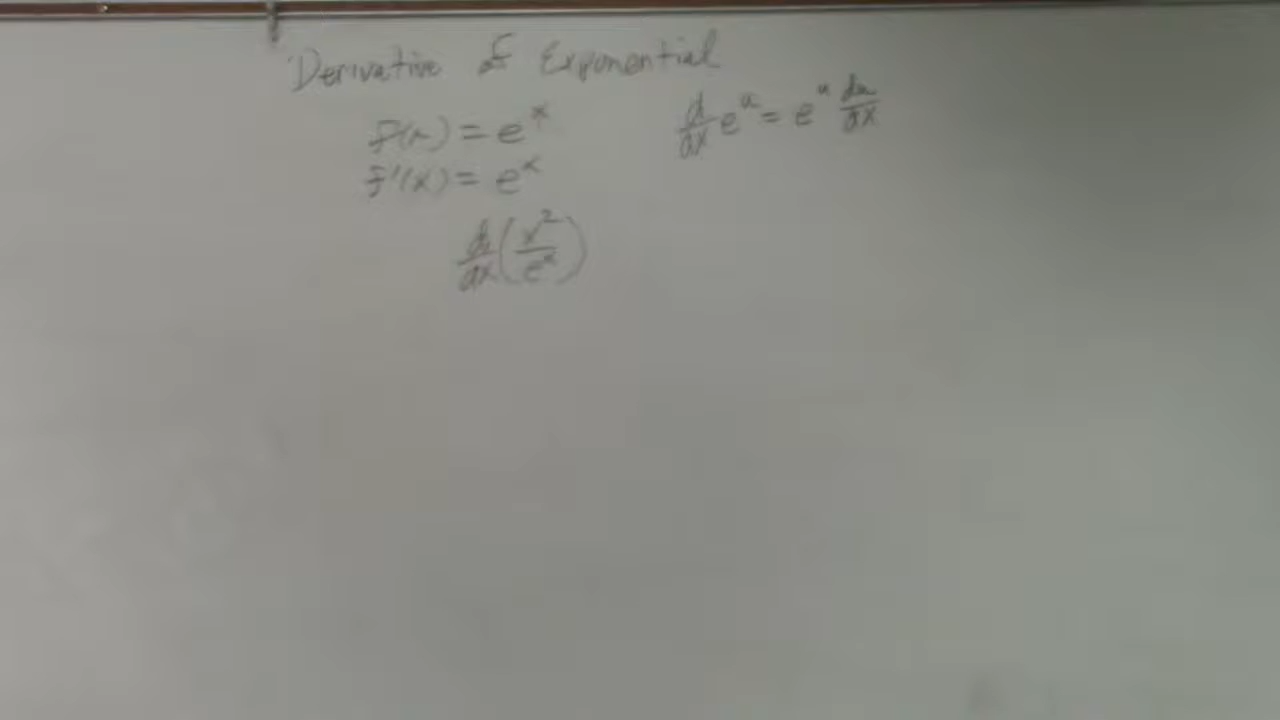 Derivative of Exponential
f(x) = e^x
d/dx e^u = e^u du/dx
f'(x) = e^x
d/dx (x^2/e^x)